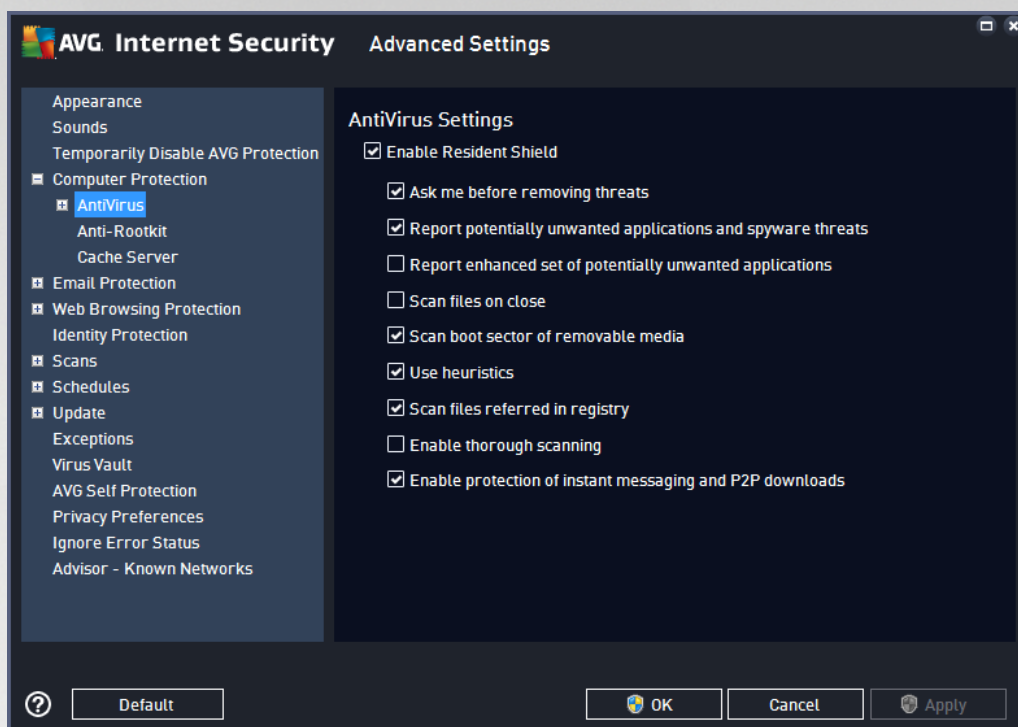 AVG. Internet Security Advanced Settings
Appearance
Sounds
Temporarily Disable AVG Protection
Computer Protection
AntiVirus
Anti-Rootkit
Cache Server
Email Protection
Web Browsing Protection
Identity Protection
Scans
Schedules
Update
Exceptions
Virus Vault
AVG Self Protection
Privacy Preferences
Ignore Error Status
Advisor - Known Networks
AntiVirus Settings
Enable Resident Shield
Ask me before removing threats
Report potentially unwanted applications and spyware threats
Report enhanced set of potentially unwanted applications
Scan files on close
Scan boot sector of removable media
Use heuristics
Scan files referred in registry
Enable thorough scanning
Enable protection of instant messaging and P2P downloads
? Default OK Cancel Apply